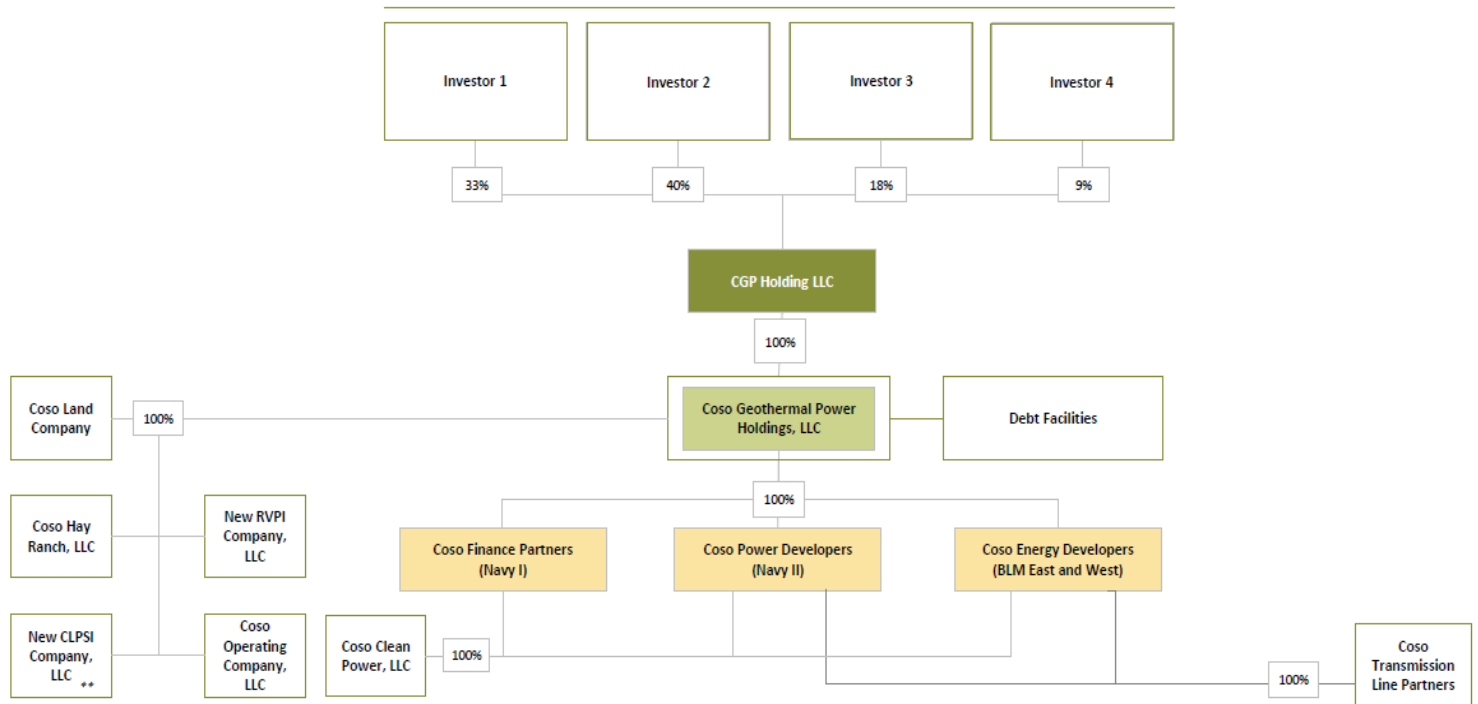 Investor 1
Investor 2
Investor 3
Investor 4
33%
40%
18%
9%
CGP Holding LLC
100%
Coso Land
Company
100%
Coso Geothermal Power
Holdings, LLC
Debt Facilities
100%
Coso Hay
Ranch, LLC
New RVPI
Company,
LLC
Coso Finance Partners
(Navy I)
Coso Power Developers
(Navy II)
Coso Energy Developers
(BLM East and West)
New CLPSI
Company,
LLC **
Coso
Operating
Company,
LLC
Coso Clean
Power, LLC
100%
100%
Coso
Transmission
Line Partners